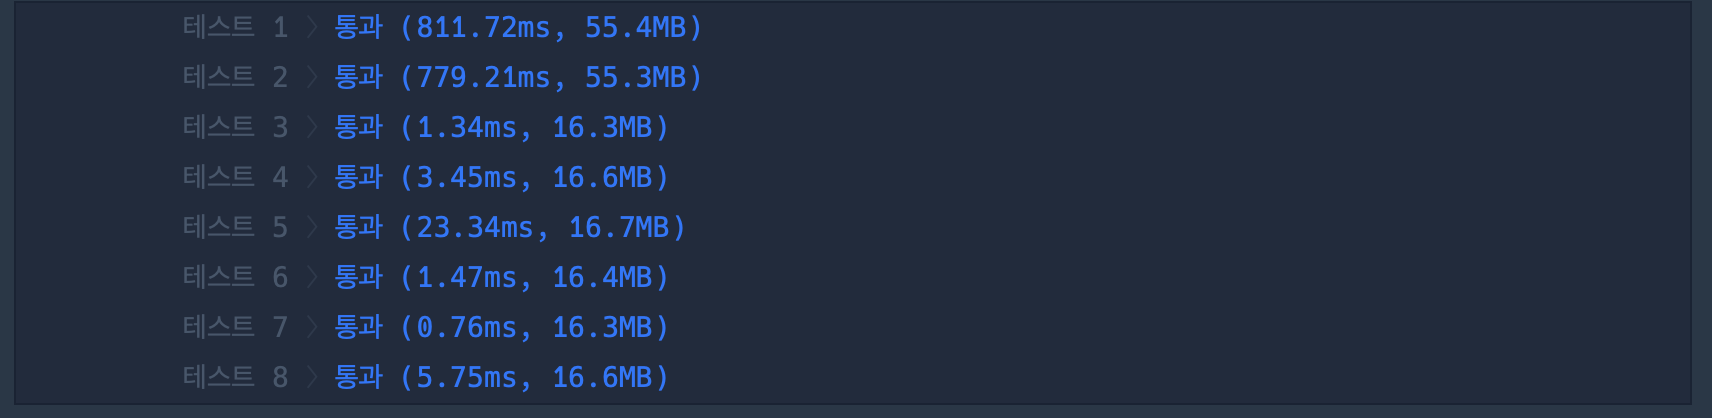 테스트 1 〉 통과 (811.72ms, 55.4MB)
테스트 2 〉 통과 (779.21ms, 55.3MB)
테스트 3 〉 통과 (1.34ms, 16.3MB)
테스트 4 〉 통과 (3.45ms, 16.6MB)
테스트 5 〉 통과 (23.34ms, 16.7MB)
테스트 6 〉 통과 (1.47ms, 16.4MB)
테스트 7 〉 통과 (0.76ms, 16.3MB)
테스트 8 〉 통과 (5.75ms, 16.6MB)